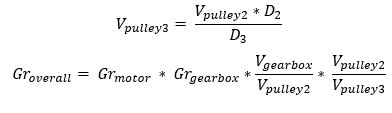 V_pulley3 = (V_pulley2 * D_2) / D_3
Gr_overall = Gr_motor * Gr_gearbox * V_gearbox / V_pulley2 * V_pulley2 / V_pulley3